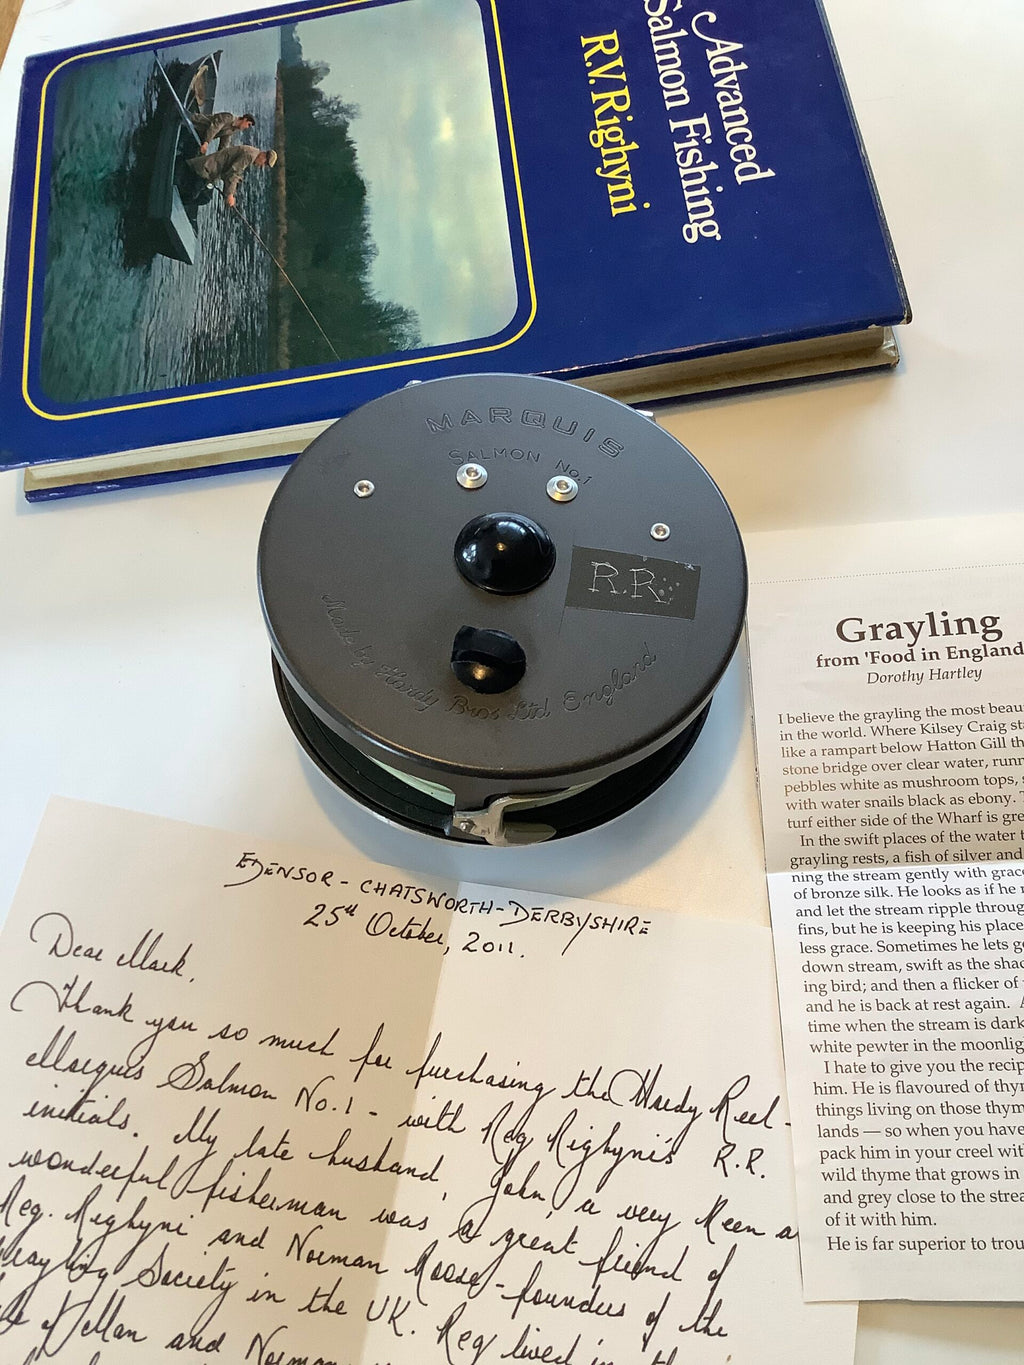 Advanced
Salmon Fishing
R.V. Righyni
MARQUIS
SALMON No.1
R.R.
Made by Hardy Bros Ltd England
Grayling
from 'Food in England
Dorothy Hartley
I believe the grayling the most beau
in the world. Where Kilsey Craig sta
like a rampart below Hatton Gill th
stone bridge over clear water, runn
pebbles white as mushroom tops,
with water snails black as ebony. T
turf either side of the Wharf is gre
In the swift places of the water t
grayling rests, a fish of silver and
ning the stream gently with grac
of bronze silk. He looks as if he
and let the stream ripple throug
fins, but he is keeping his place
less grace. Sometimes he lets g
down stream, swift as the shad
ing bird; and then a flicker of
and he is back at rest again. A
time when the stream is dark
white pewter in the moonlig
I hate to give you the recip
him. He is flavoured of thy
things living on those thym
lands — so when you have
pack him in your creel wit
wild thyme that grows in
and grey close to the strea
of it with him.
He is far superior to trou
EDENSOR - CHATSWORTH - DERBYSHIRE
25th October, 2011.
Dear Mark,
Thank you so much for purchasing the Hardy Reel -
Marquis Salmon No.1 - with Reg Righyni's R.R.
initials. My late husband, John, a very keen a
wonderful fisherman was a great friend of
Reg. Righyni and Norman Roose - founders of the
Grayling Society in the UK. Reg lived in
and Norman